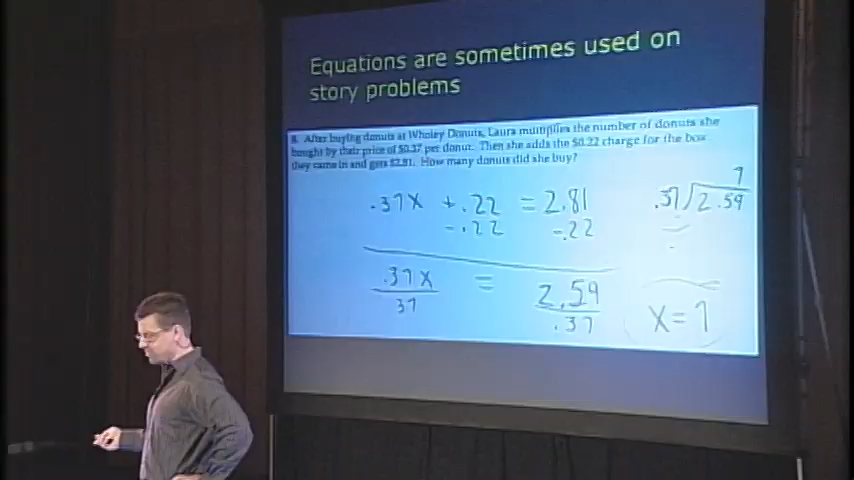 Equations are sometimes used on
story problems
8. After buying donuts at Wholey Donuts, Laura multiplies the number of donuts she
bought by their price of $0.37 per donut. Then she adds the $0.22 charge for the box
they came in and gets $2.81. How many donuts did she buy?
.37x + .22 = 2.81
-.22 -.22
.37x = 2.59
37 .37
7
.37 2.59
x=7